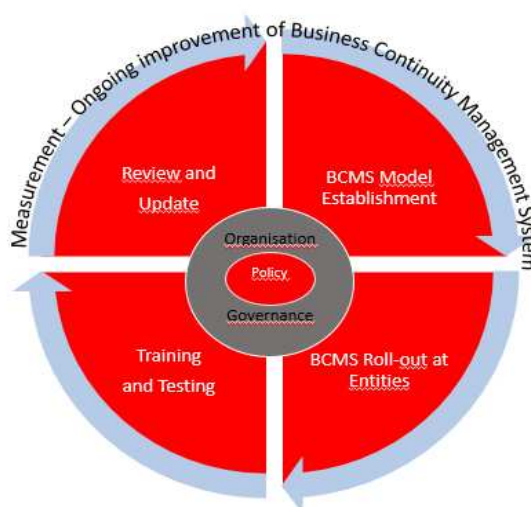 Measurement – Ongoing improvement of Business Continuity Management System
Review and
Update
BCMS Model
Establishment
Organisation
Policy
Governance
Training
and Testing
BCMS Roll-out at
Entities